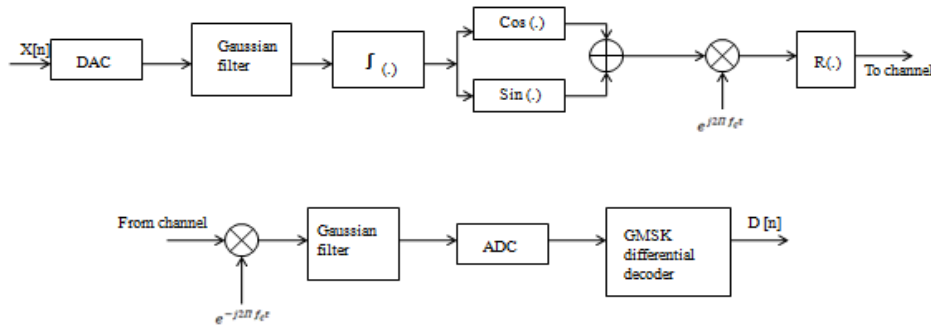 X[n]
DAC
Gaussian
filter
∫ (.)
Cos (.)
Sin (.)
e^{j2Π f_c t}
R(.)
To channel
From channel
e^{-j2Π f_c t}
Gaussian
filter
ADC
GMSK
differential
decoder
D [n]